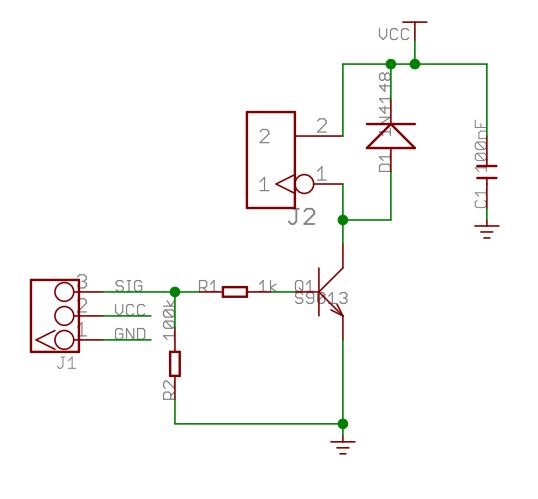 VCC
1N4148
2
2
100nF
D1
1
1
C1
J2
3
SIG
R1
1k
Q1
S9013
2
VCC
100k
1
GND
J1
R2